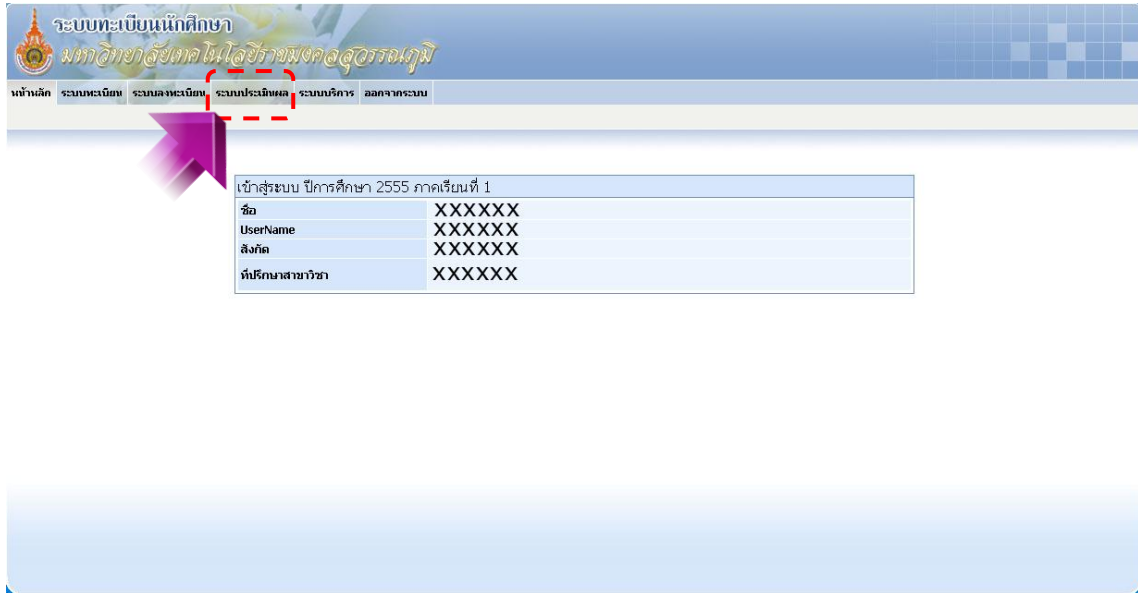 ระบบทะเบียนนักศึกษา
มหาวิทยาลัยเทคโนโลยีราชมงคลสุวรรณภูมิ
หน้าหลัก ระบบทะเบียน ระบบลงทะเบียน ระบบประเมินผล ระบบบริการ ออกจากระบบ
เข้าสู่ระบบ ปีการศึกษา 2555 ภาคเรียนที่ 1
ชื่อ XXXXXX
UserName XXXXXX
สังกัด XXXXXX
ที่ปรึกษาสาขาวิชา XXXXXX